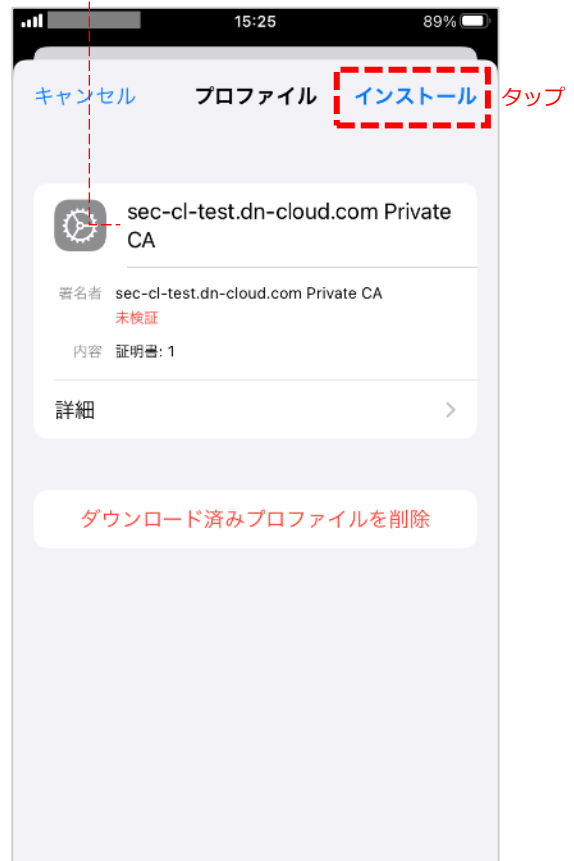 15:25
89%
キャンセル
プロファイル
インストール
タップ
sec-cl-test.dn-cloud.com Private
CA
署名者 sec-cl-test.dn-cloud.com Private CA
未検証
内容 証明書: 1
詳細
ダウンロード済みプロファイルを削除